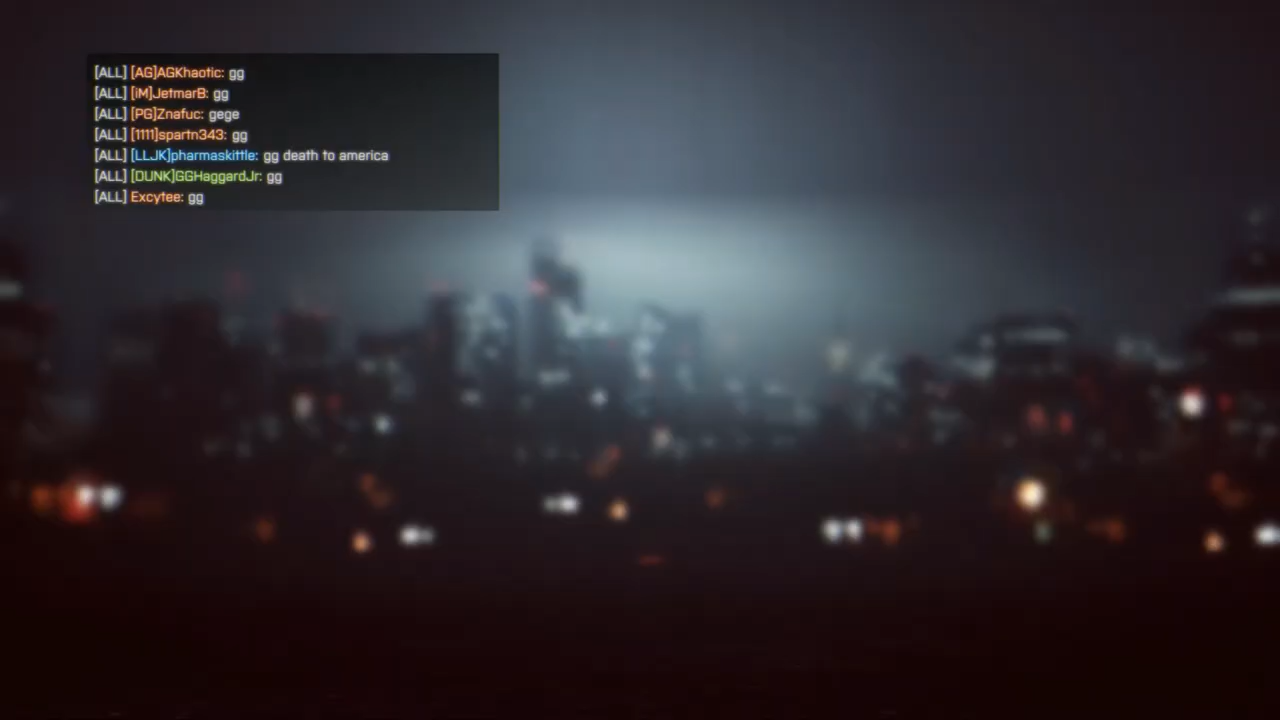 [ALL] [AG]AGKhaotic: gg
[ALL] [iM]JetmarB: gg
[ALL] [PG]Znafuc: gege
[ALL] [1111]spartn343: gg
[ALL] [LLJK]pharmaskittle: gg death to america
[ALL] [DUNK]GGHaggardJr: gg
[ALL] Excytee: gg